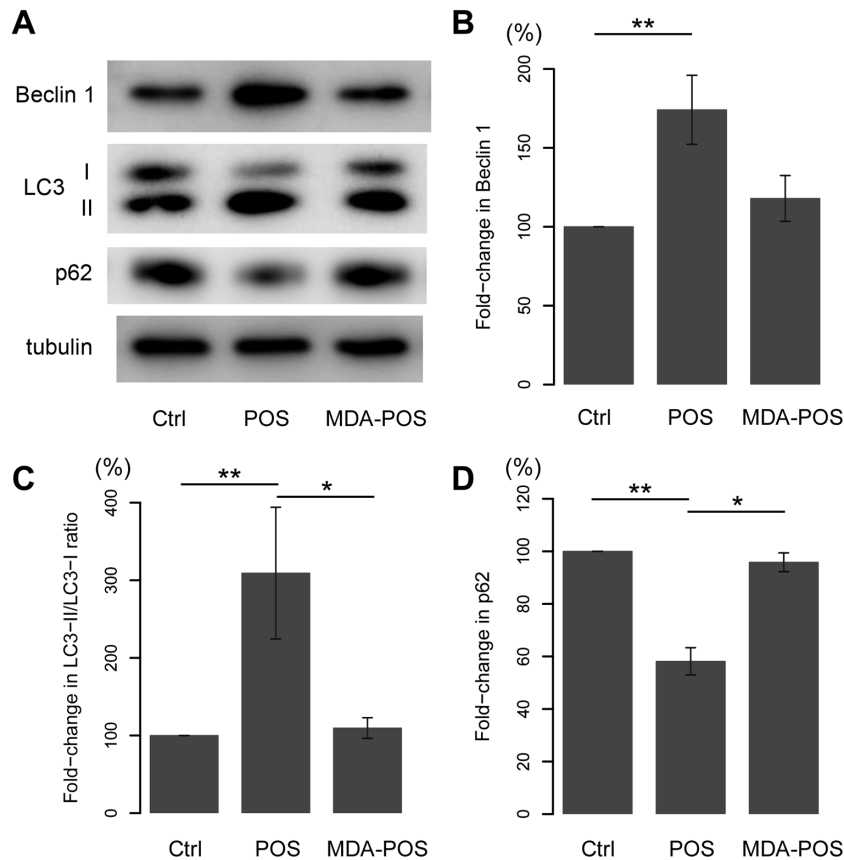 A
Beclin 1
LC3
I
II
p62
tubulin
Ctrl POS MDA-POS
B
(%)
**
Fold−change in Beclin 1
200
150
100
50
0
Ctrl POS MDA-POS
C
(%)
** *
Fold−change in LC3−II/LC3−I ratio
400
300
200
100
0
Ctrl POS MDA-POS
D
(%)
** *
Fold−change in p62
120
100
80
60
40
20
0
Ctrl POS MDA-POS